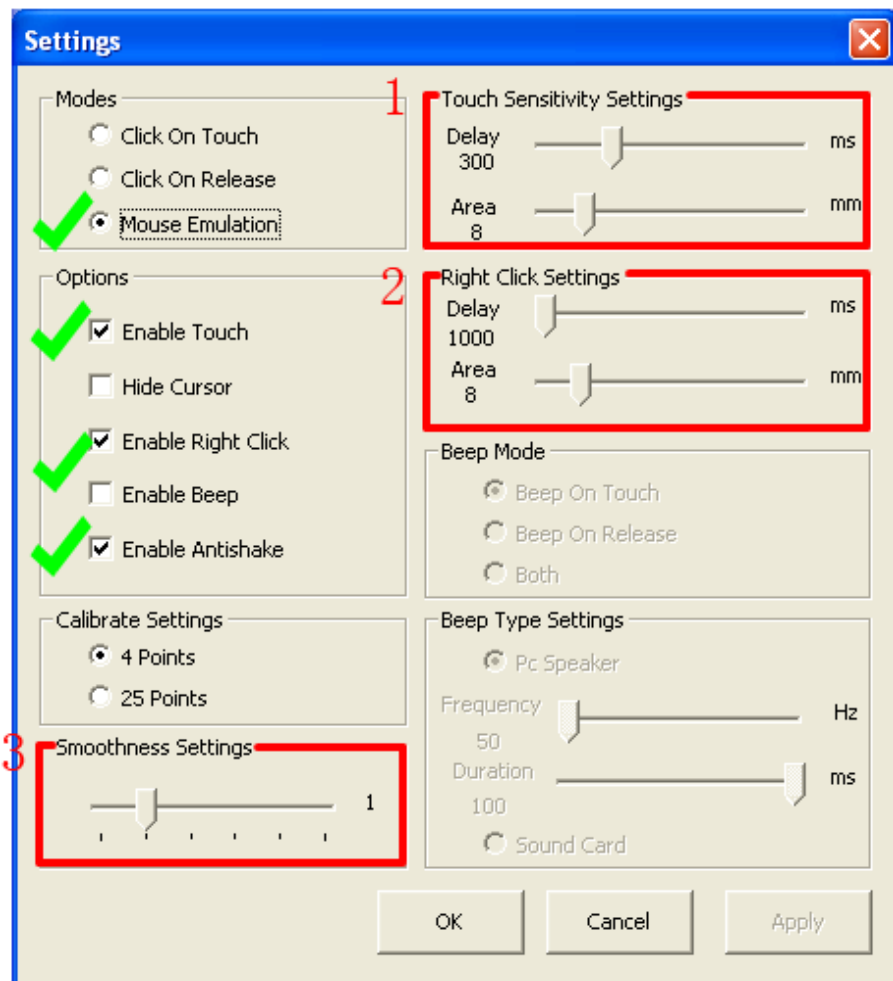 Settings
1
Modes
Click On Touch
Click On Release
Mouse Emulation
Touch Sensitivity Settings
Delay
300
ms
Area
8
mm
Options
Enable Touch
Hide Cursor
Enable Right Click
Enable Beep
Enable Antishake
2
Right Click Settings
Delay
1000
ms
Area
8
mm
Beep Mode
Beep On Touch
Beep On Release
Both
Calibrate Settings
4 Points
25 Points
Beep Type Settings
Pc Speaker
Frequency
50
Hz
Duration
100
ms
Sound Card
3
Smoothness Settings
1
OK
Cancel
Apply